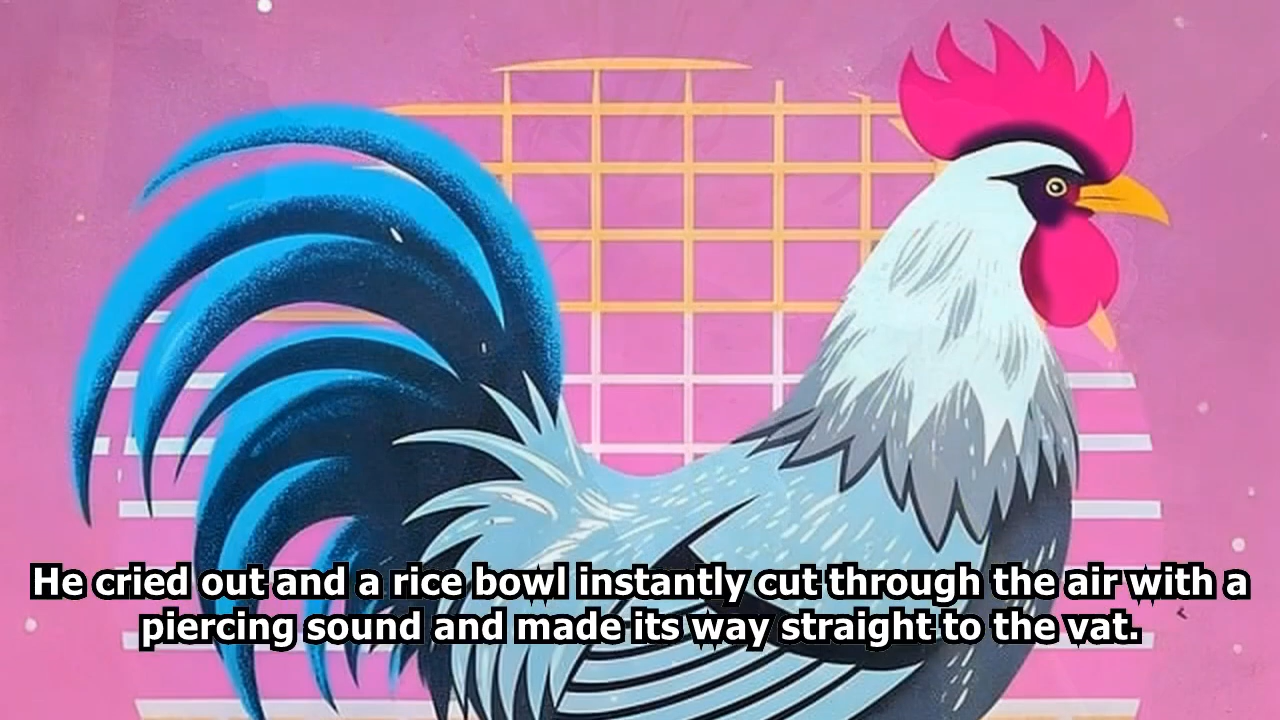 He cried out and a rice bowl instantly cut through the air with a
piercing sound and made its way straight to the vat.